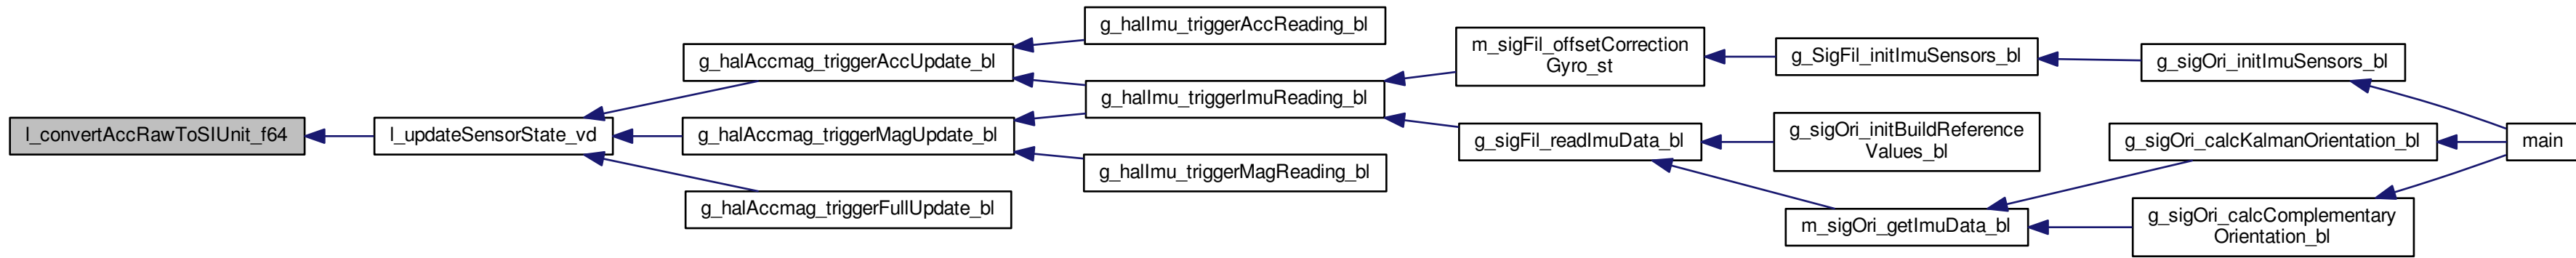 l_convertAccRawToSIUnit_f64
l_updateSensorState_vd
g_halAccmag_triggerAccUpdate_bl
g_halAccmag_triggerMagUpdate_bl
g_halAccmag_triggerFullUpdate_bl
g_halImu_triggerAccReading_bl
g_halImu_triggerImuReading_bl
g_halImu_triggerMagReading_bl
m_sigFil_offsetCorrection
Gyro_st
g_sigFil_readImuData_bl
g_SigFil_initImuSensors_bl
g_sigOri_initBuildReference
Values_bl
m_sigOri_getImuData_bl
g_sigOri_initImuSensors_bl
g_sigOri_calcKalmanOrientation_bl
g_sigOri_calcComplementary
Orientation_bl
main